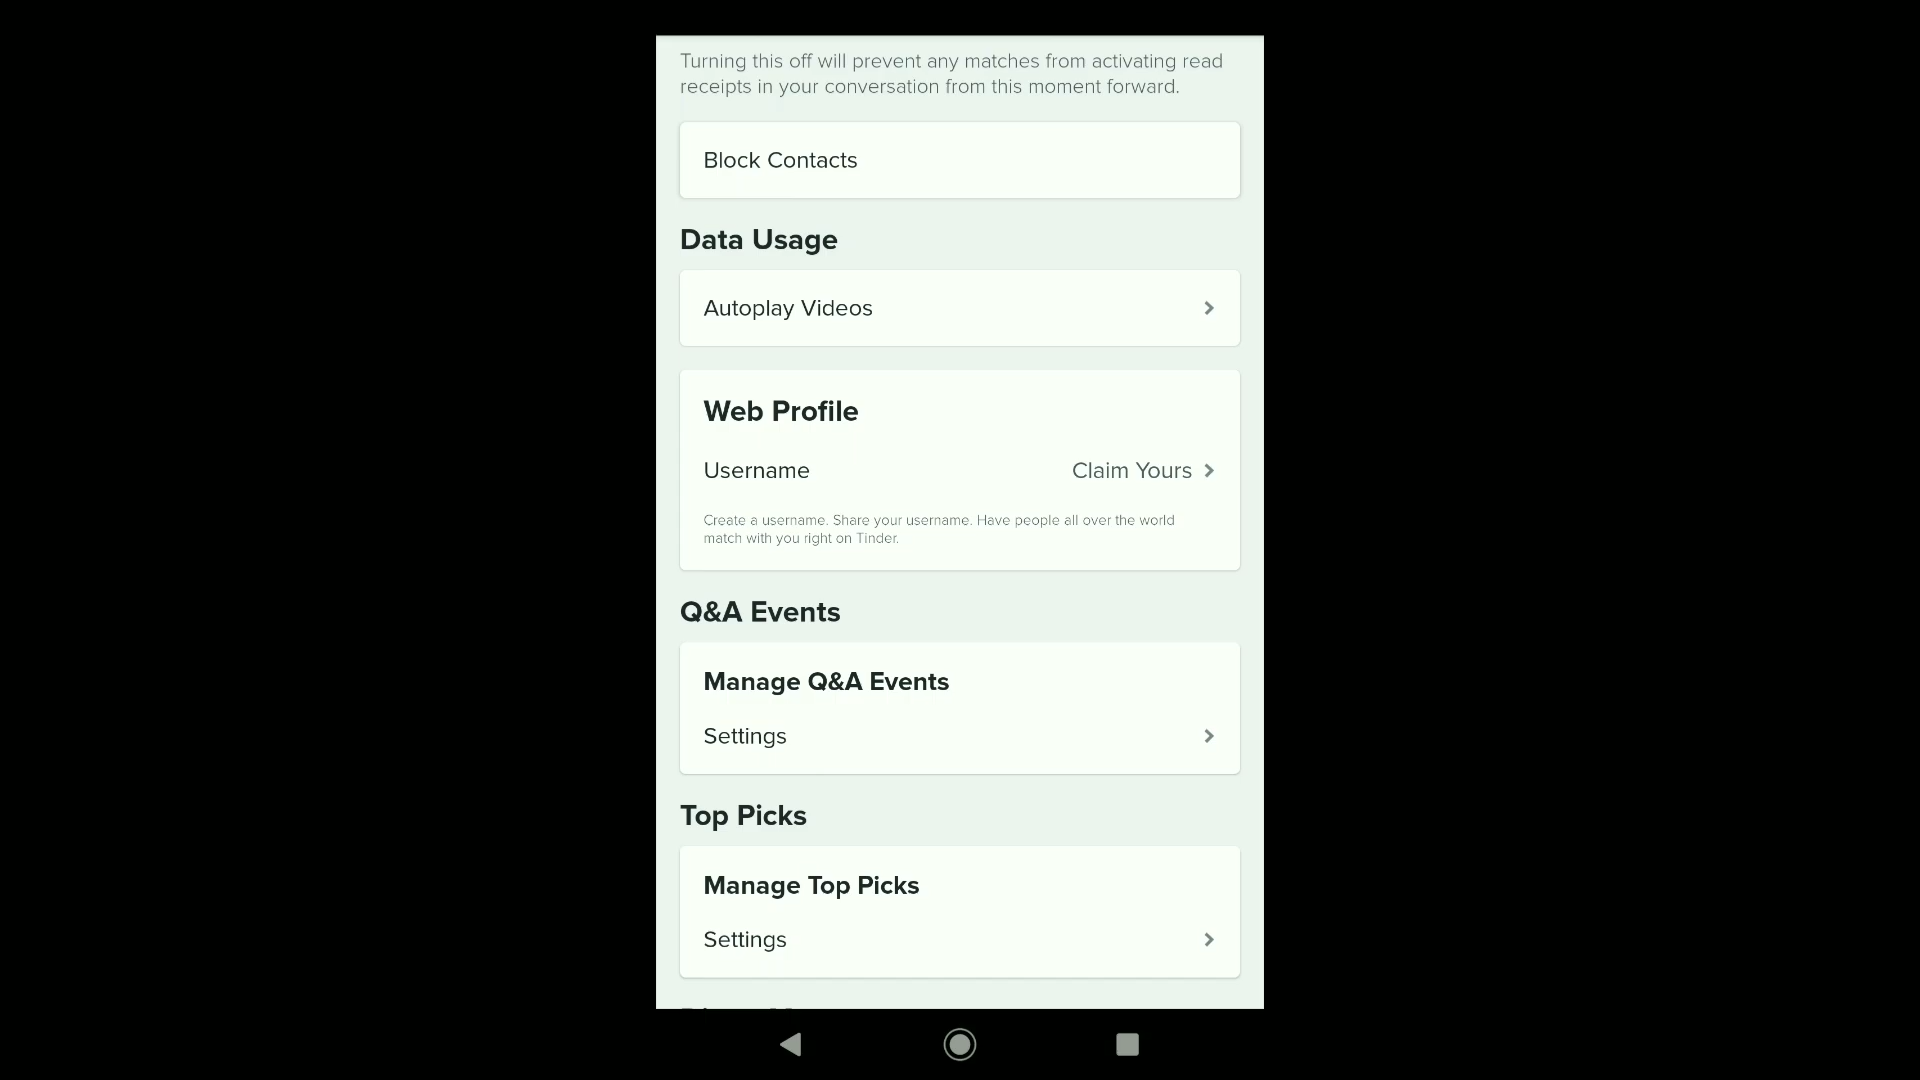 Turning this off will prevent any matches from activating read
receipts in your conversation from this moment forward.
Block Contacts
Data Usage
Autoplay Videos
Web Profile
Username
Claim Yours
Create a username. Share your username. Have people all over the world
match with you right on Tinder.
Q&A Events
Manage Q&A Events
Settings
Top Picks
Manage Top Picks
Settings